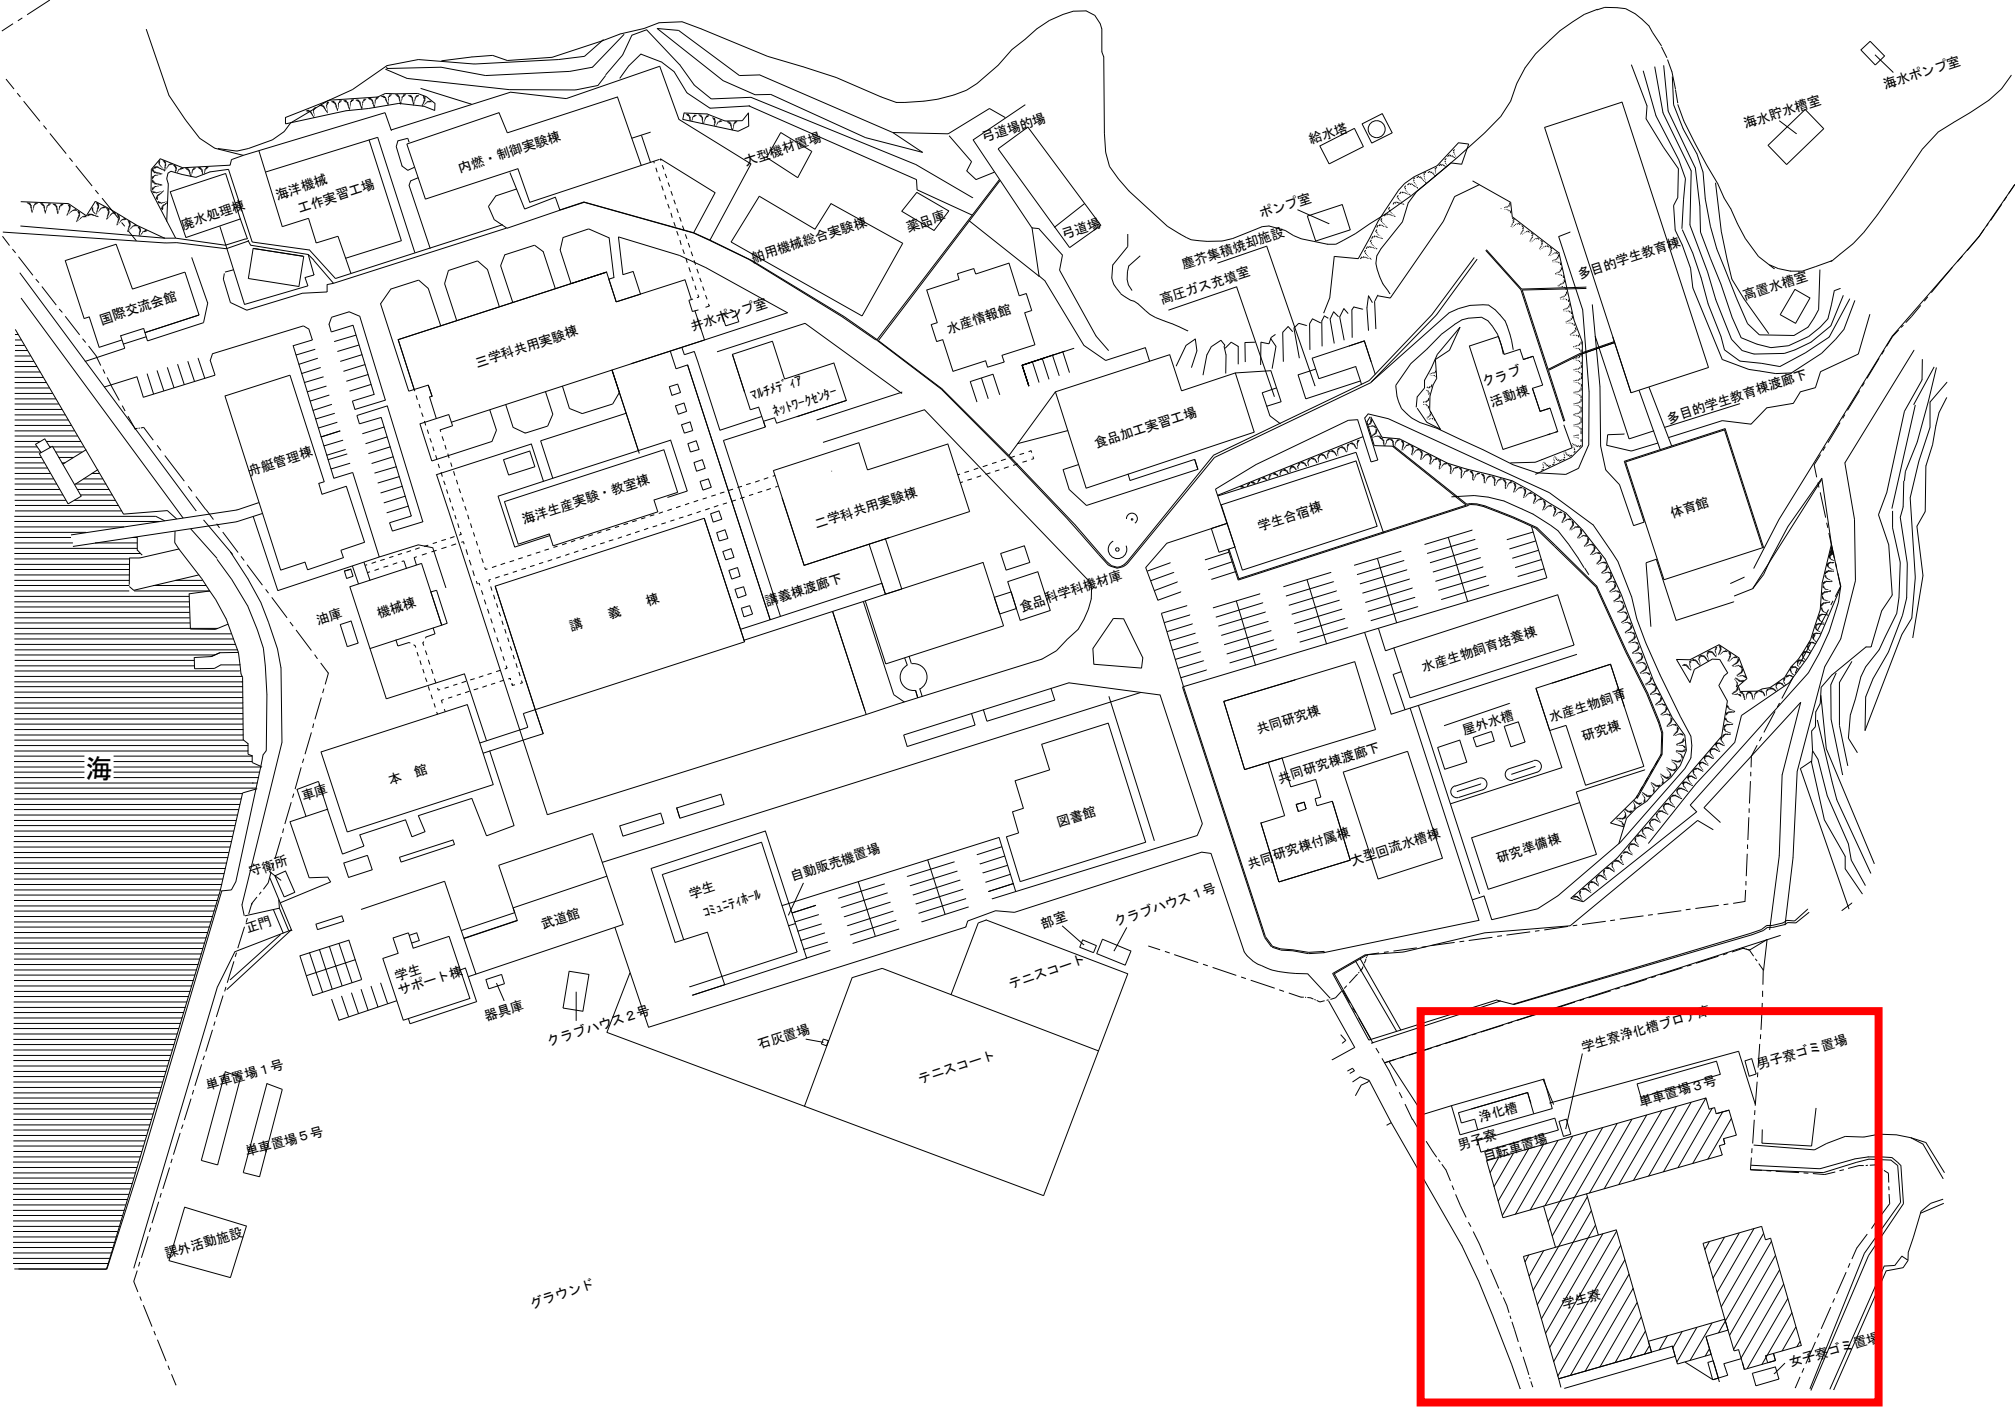 海水ポンプ室
海水貯水槽室
給水塔
弓道場的場
内燃・制御実験棟
大型機材置場
海洋機械
工作実習工場
廃水処理棟
薬品庫
弓道場
ポンプ室
舶用機械総合実験棟
塵芥集積焼却施設
多目的学生教育棟
高圧ガス充填室
高置水槽室
国際交流会館
井水ポンプ室
水産情報館
三学科共用実験棟
マルチメディア
ネットワークセンター
クラブ
活動棟
多目的学生教育棟渡廊下
食品加工実習工場
舟艇管理棟
海洋生産実験・教室棟
二学科共用実験棟
学生合宿棟
体育館
油庫
機械棟
講義棟
講義棟渡廊下
食品科学科機材庫
水産生物飼育培養棟
共同研究棟
屋外水槽
水産生物飼育
研究棟
海
本館
車庫
共同研究棟渡廊下
図書館
共同研究棟付属棟
大型回流水槽棟
研究準備棟
守衛所
正門
武道館
学生
コミュニティホール
自動販売機置場
部室
クラブハウス1号
学生
サポート棟
器具庫
クラブハウス2号
テニスコート
石灰置場
テニスコート
単車置場1号
単車置場5号
課外活動施設
グラウンド
男子寮ゴミ置場
単車置場3号
浄化槽
男子寮
自転車置場
学生寮
女子寮ゴミ置場